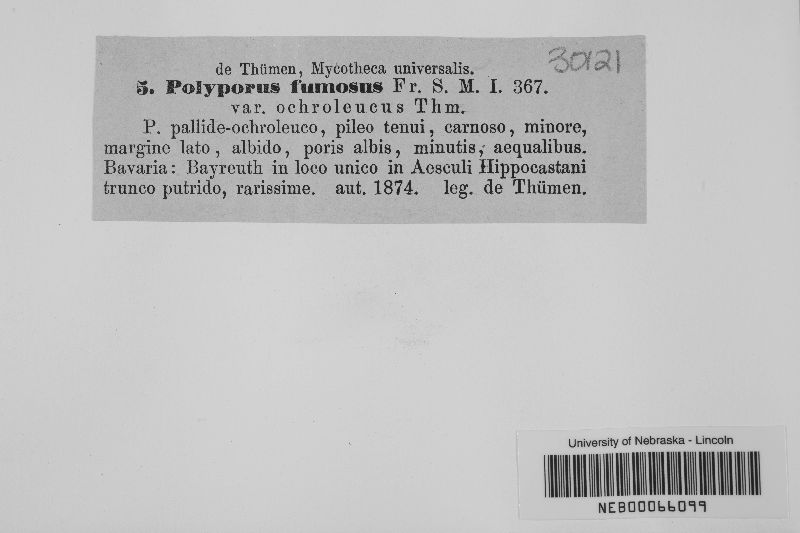 de Thümen, Mycotheca universalis.
30121
5. Polyporus fumosus Fr. S. M. I. 367.
var. ochroleucus Thm.
P. pallide-ochroleuco, pileo tenui, carnoso, minore,
margine lato, albido, poris albis, minutis, aequalibus.
Bavaria: Bayreuth in loco unico in Aesculi Hippocastani
trunco putrido, rarissime. aut. 1874. leg. de Thümen.
University of Nebraska - Lincoln
NEB00066099